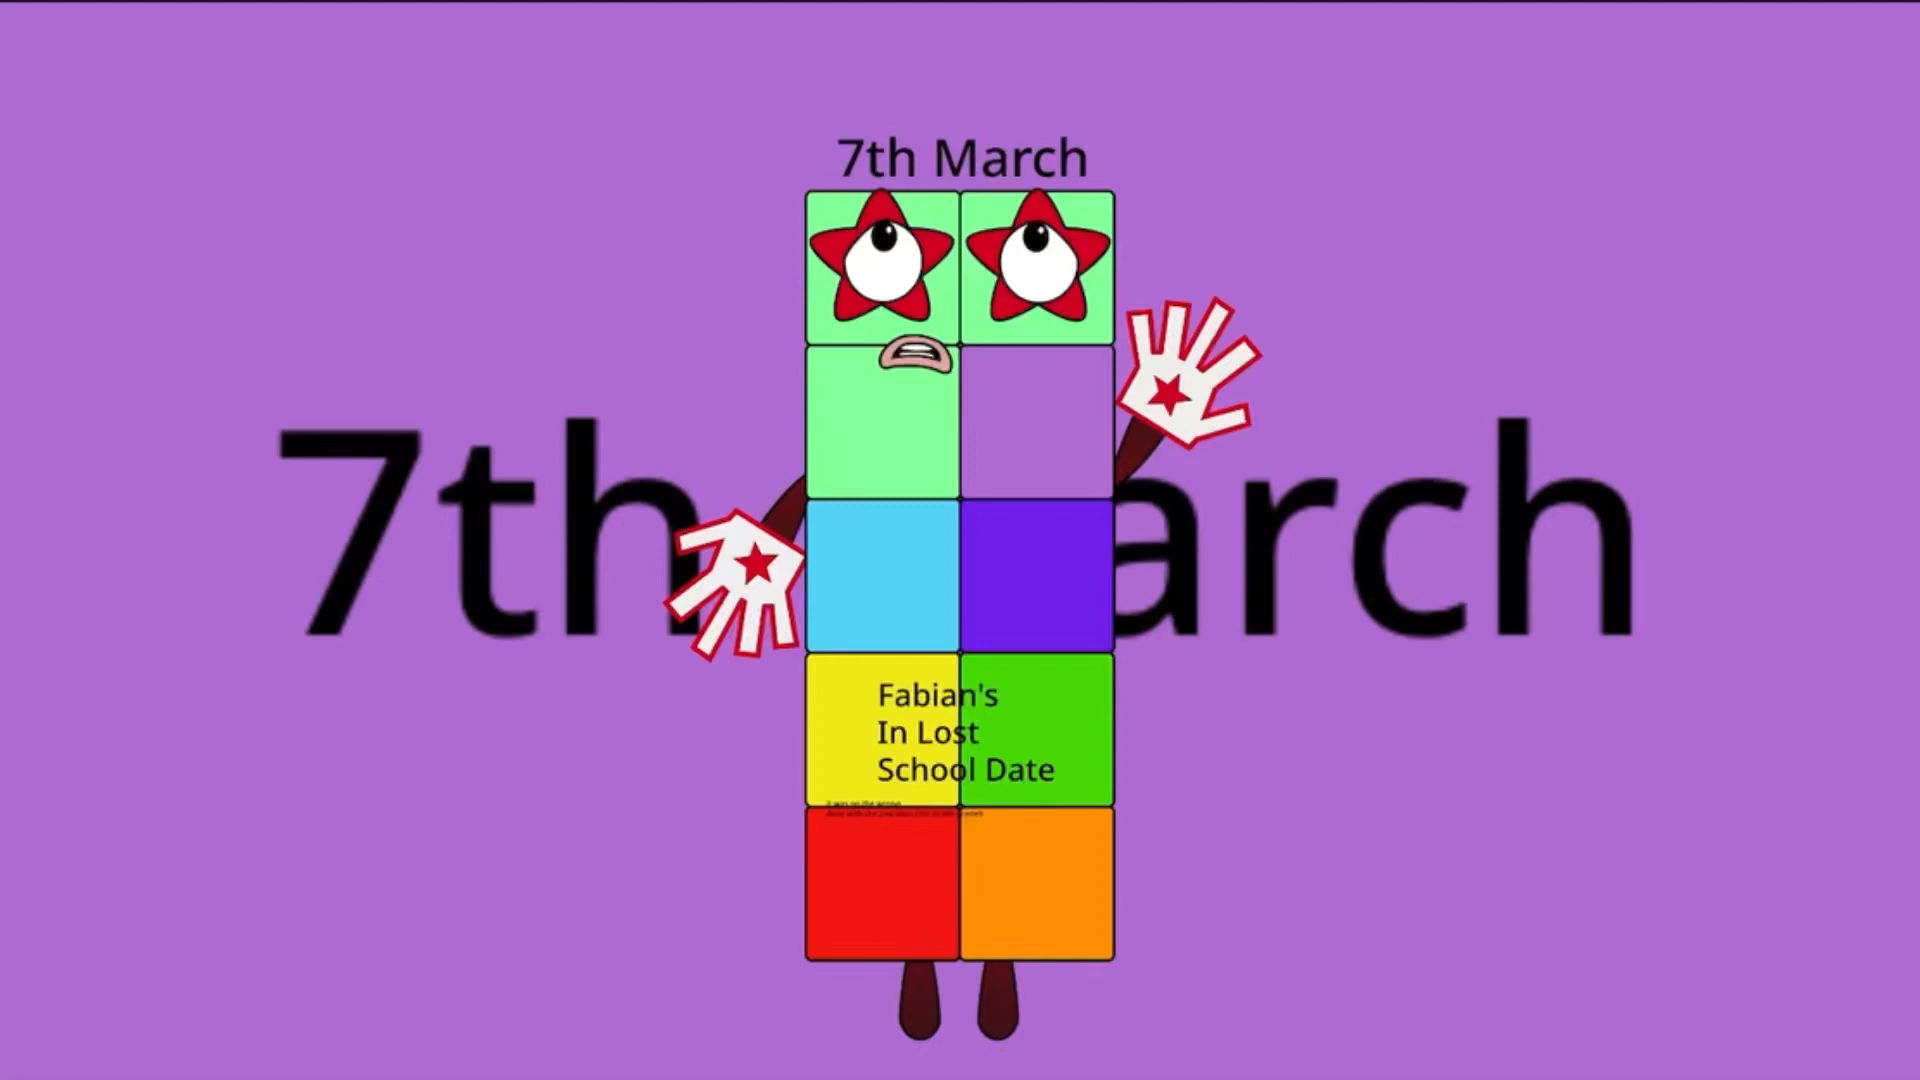 7th March
7th arch
Fabian's
In Lost
School Date